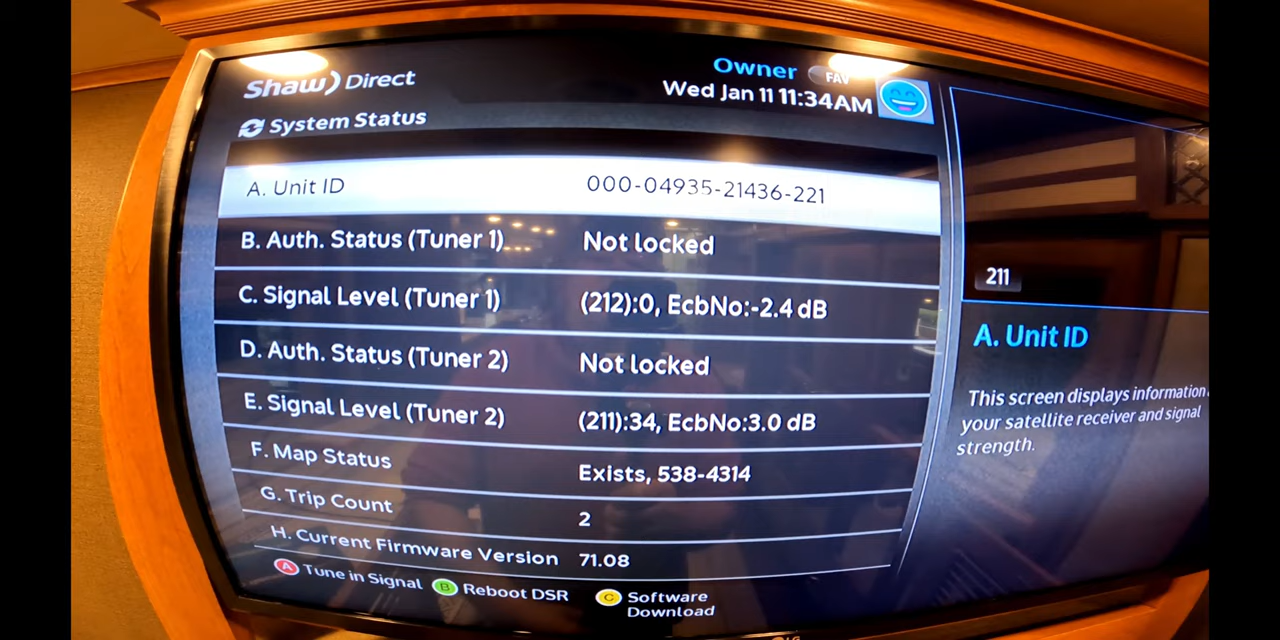 Shaw) Direct
Owner FAV
Wed Jan 11 11:34AM
System Status
A. Unit ID 000-04935-21436-221
B. Auth. Status (Tuner 1) Not locked
C. Signal Level (Tuner 1) (212):0, EcbNo:-2.4 dB
D. Auth. Status (Tuner 2) Not locked
E. Signal Level (Tuner 2) (211):34, EcbNo:3.0 dB
F. Map Status Exists, 538-4314
G. Trip Count 2
H. Current Firmware Version 71.08
A Tune in Signal B Reboot DSR C Software
Download
211
A. Unit ID
This screen displays information
your satellite receiver and signal
strength.
LG